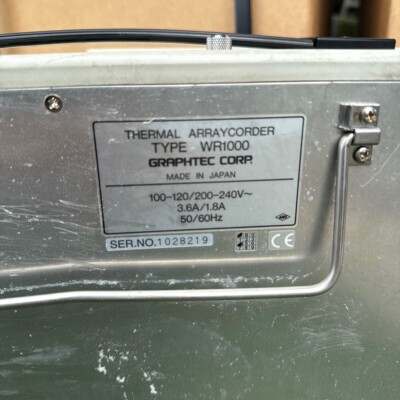 THERMAL ARRAYCORDER
TYPE WR1000
GRAPHTEC CORP.
MADE IN JAPAN
100-120/200-240V~
3.6A/1.8A
50/60Hz
SER.NO. 1028219
CE